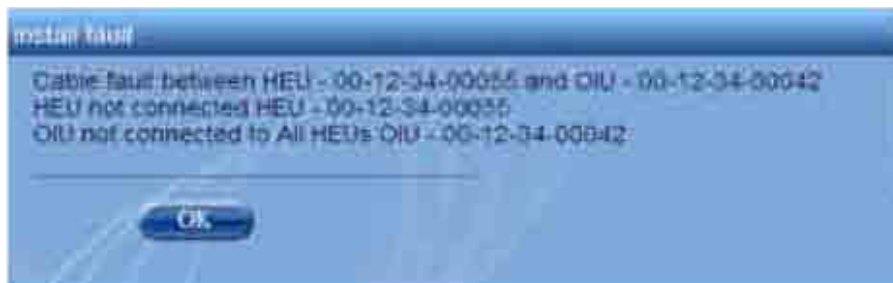 install fault
Cable fault between HEU - 00-12-34-00055 and OIU - 00-12-34-00042
HEU not connected HEU - 00-12-34-00055
OIU not connected to All HEUs OIU - 00-12-34-00042
OK